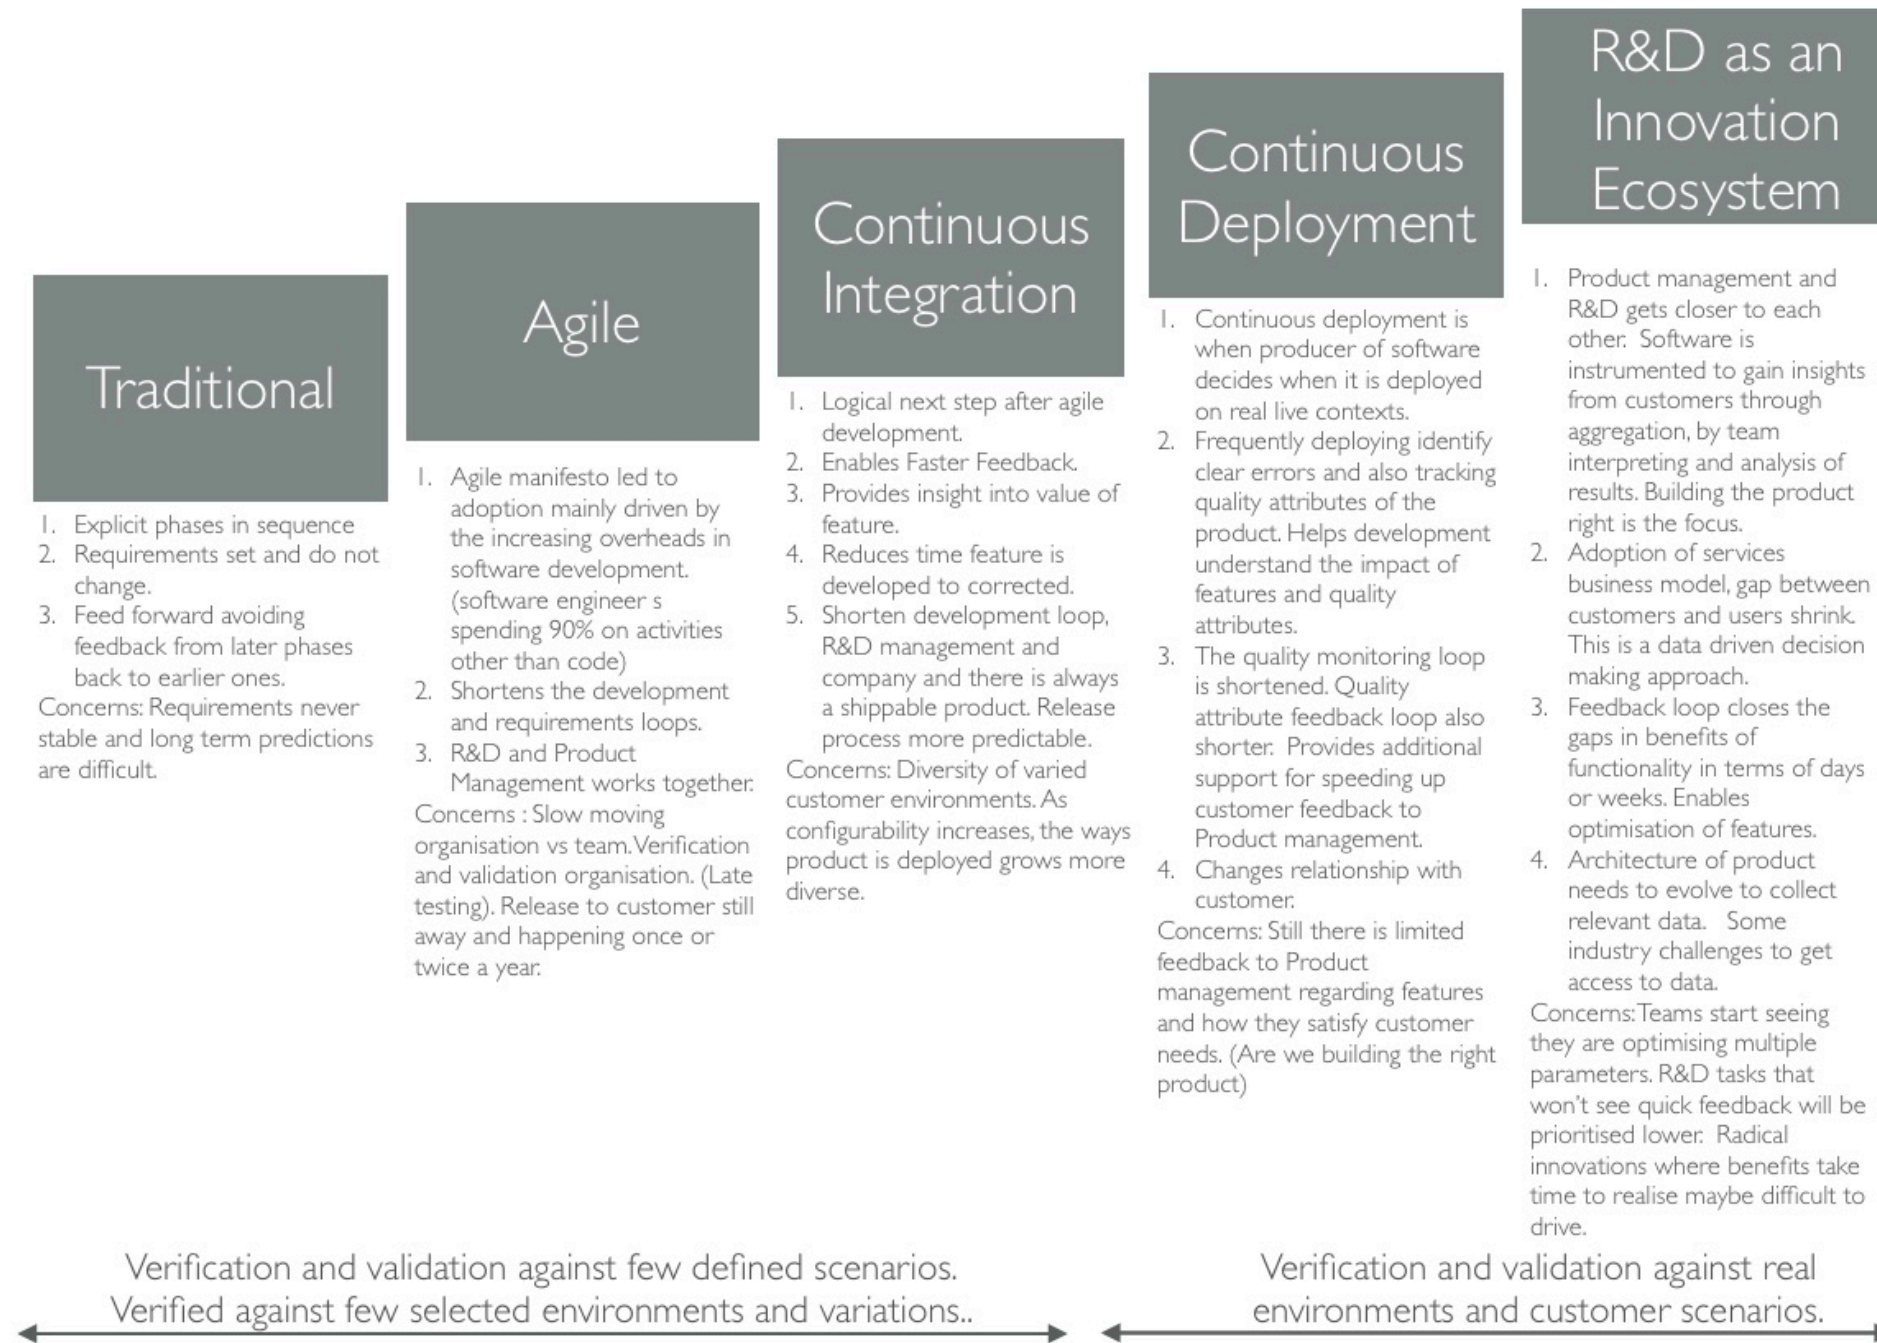 Traditional
1. Explicit phases in sequence
2. Requirements set and do not
change.
3. Feed forward avoiding
feedback from later phases
back to earlier ones.
Concerns: Requirements never
stable and long term predictions
are difficult.
Agile
1. Agile manifesto led to
adoption mainly driven by
the increasing overheads in
software development.
(software engineer s
spending 90% on activities
other than code)
2. Shortens the development
and requirements loops.
3. R&D and Product
Management works together.
Concerns : Slow moving
organisation vs team. Verification
and validation organisation. (Late
testing). Release to customer still
away and happening once or
twice a year.
Continuous
Integration
1. Logical next step after agile
development.
2. Enables Faster Feedback.
3. Provides insight into value of
feature.
4. Reduces time feature is
developed to corrected.
5. Shorten development loop,
R&D management and
company and there is always
a shippable product. Release
process more predictable.
Concerns: Diversity of varied
customer environments. As
configurability increases, the ways
product is deployed grows more
diverse.
Continuous
Deployment
1. Continuous deployment is
when producer of software
decides when it is deployed
on real live contexts.
2. Frequently deploying identify
clear errors and also tracking
quality attributes of the
product. Helps development
understand the impact of
features and quality
attributes.
3. The quality monitoring loop
is shortened. Quality
attribute feedback loop also
shorter. Provides additional
support for speeding up
customer feedback to
Product management.
4. Changes relationship with
customer.
Concerns: Still there is limited
feedback to Product
management regarding features
and how they satisfy customer
needs. (Are we building the right
product)
R&D as an
Innovation
Ecosystem
1. Product management and
R&D gets closer to each
other. Software is
instrumented to gain insights
from customers through
aggregation, by team
interpreting and analysis of
results. Building the product
right is the focus.
2. Adoption of services
business model, gap between
customers and users shrink.
This is a data driven decision
making approach.
3. Feedback loop closes the
gaps in benefits of
functionality in terms of days
or weeks. Enables
optimisation of features.
4. Architecture of product
needs to evolve to collect
relevant data. Some
industry challenges to get
access to data.
Concerns: Teams start seeing
they are optimising multiple
parameters. R&D tasks that
won't see quick feedback will be
prioritised lower. Radical
innovations where benefits take
time to realise maybe difficult to
drive.
Verification and validation against few defined scenarios.
Verified against few selected environments and variations..
Verification and validation against real
environments and customer scenarios.